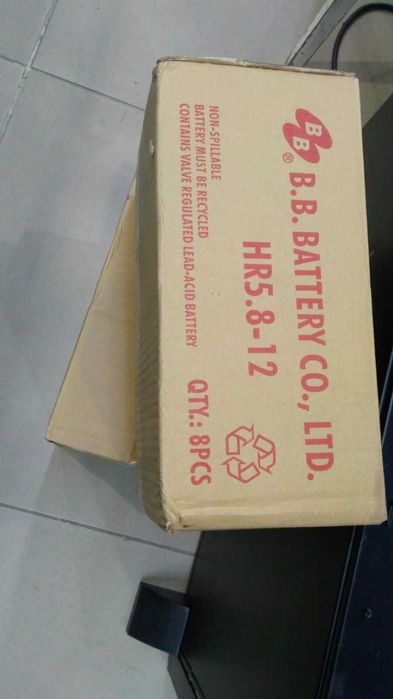 BB
® B.B. BATTERY CO., LTD.
HR5.8-12
NON-SPILLABLE
BATTERY MUST BE RECYCLED
CONTAINS VALVE REGULATED LEAD-ACID BATTERY
QTY.: 8PCS